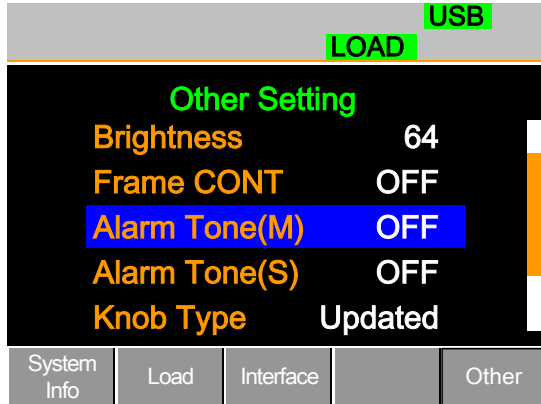 USB
LOAD
Other Setting
Brightness 64
Frame CONT OFF
Alarm Tone(M) OFF
Alarm Tone(S) OFF
Knob Type Updated
System Info Load Interface Other